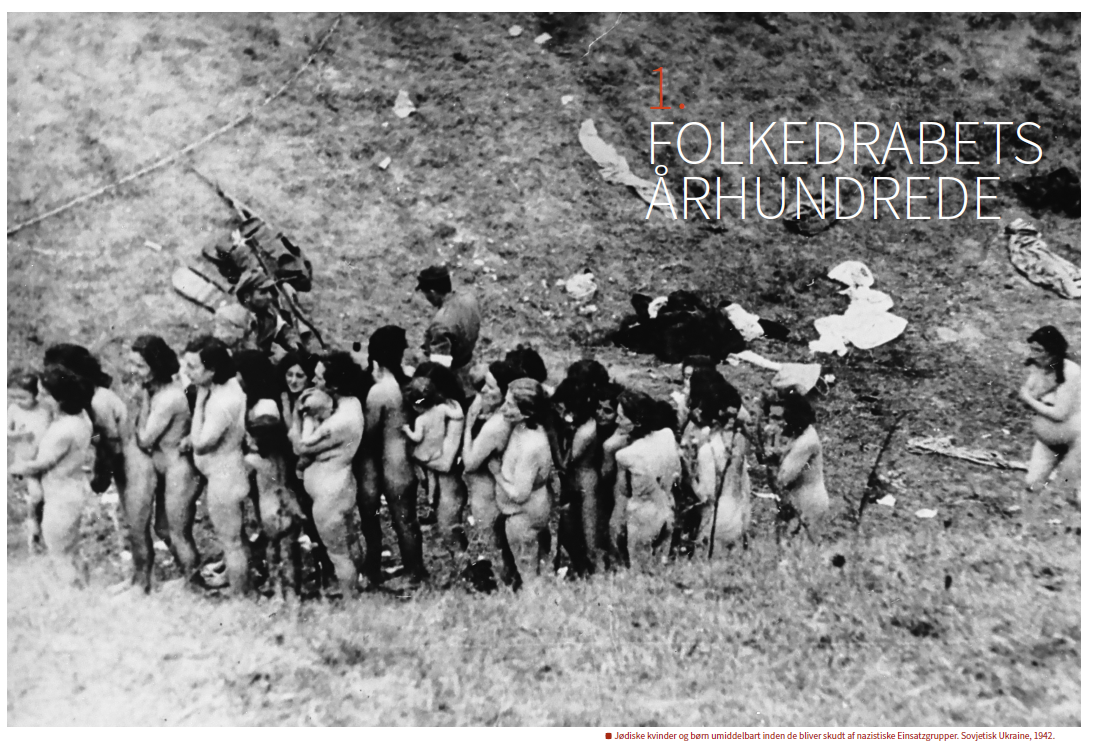 1.
FOLKEDRABETS
ÅRHUNDREDE
Jødiske kvinder og børn umiddelbart inden de bliver skudt af nazistiske Einsatzgrupper. Sovjetisk Ukraine, 1942.